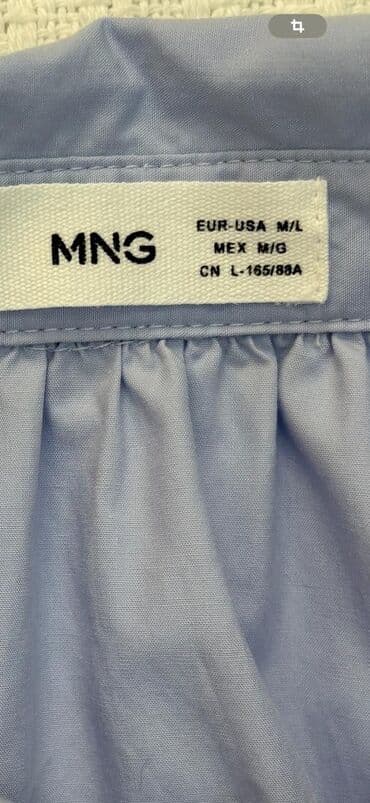 MNG
EUR-USA M/L
MEX M/G
CN L-165/88A